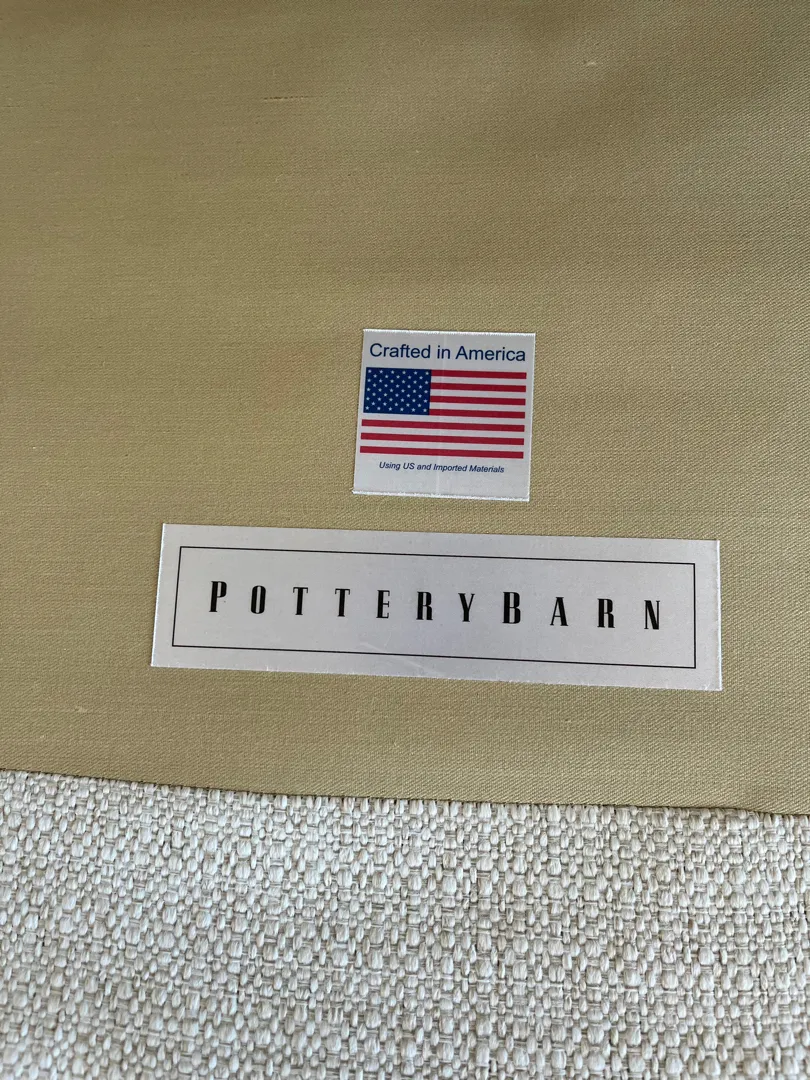 Crafted in America
Using US and Imported Materials
POTTERYBARN